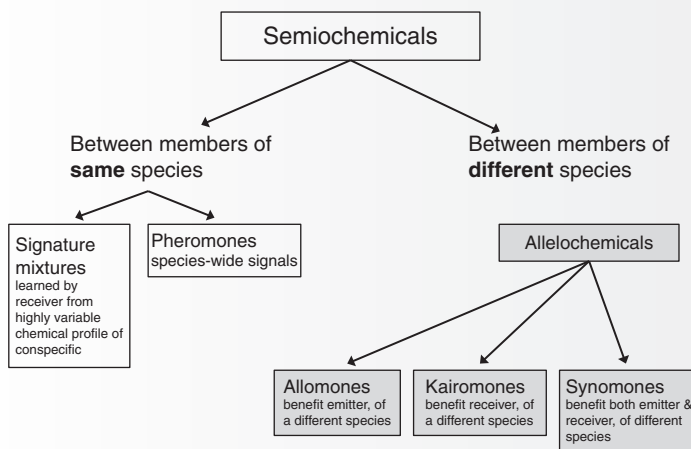 Semiochemicals
Between members of
same species
Between members of
different species
Signature
mixtures
learned by
receiver from
highly variable
chemical profile of
conspecific
Pheromones
species-wide signals
Allelochemicals
Allomones
benefit emitter, of
a different species
Kairomones
benefit receiver, of
a different species
Synomones
benefit both emitter &
receiver, of different
species